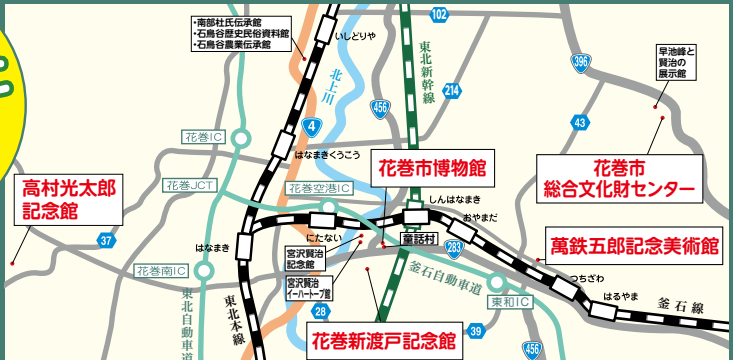 ・南部杜氏伝承館
・石鳥谷歴史民俗資料館
・石鳥谷農業伝承館
いしどりや
102
北上川
東北新幹線
早池峰と
賢治の
展示館
396
456
214
43
4
花巻IC
はなまきくうこう
花巻市博物館
花巻市
総合文化財センター
高村光太郎
記念館
花巻JCT
花巻空港IC
しんはなまき
おやまだ
37
はなまき
にたない
童話村
283
萬鉄五郎記念美術館
宮沢賢治
記念館
花巻南IC
宮沢賢治
イーハトーブ館
釜石自動車道
つちざわ
東和IC
はるやま
釜石線
東北自動車道
東北本線
28
花巻新渡戸記念館
39
456